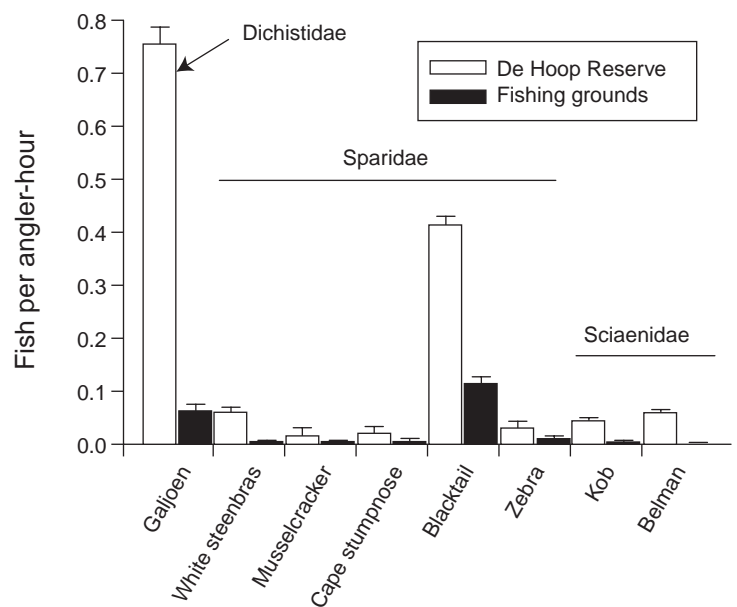 Fish per angler-hour
0.8
0.7
0.6
0.5
0.4
0.3
0.2
0.1
0.0
Dichistidae
De Hoop Reserve
Fishing grounds
Sparidae
Sciaenidae
Galjoen
White steenbras
Musselcracker
Cape stumpnose
Blacktail
Zebra
Kob
Belman